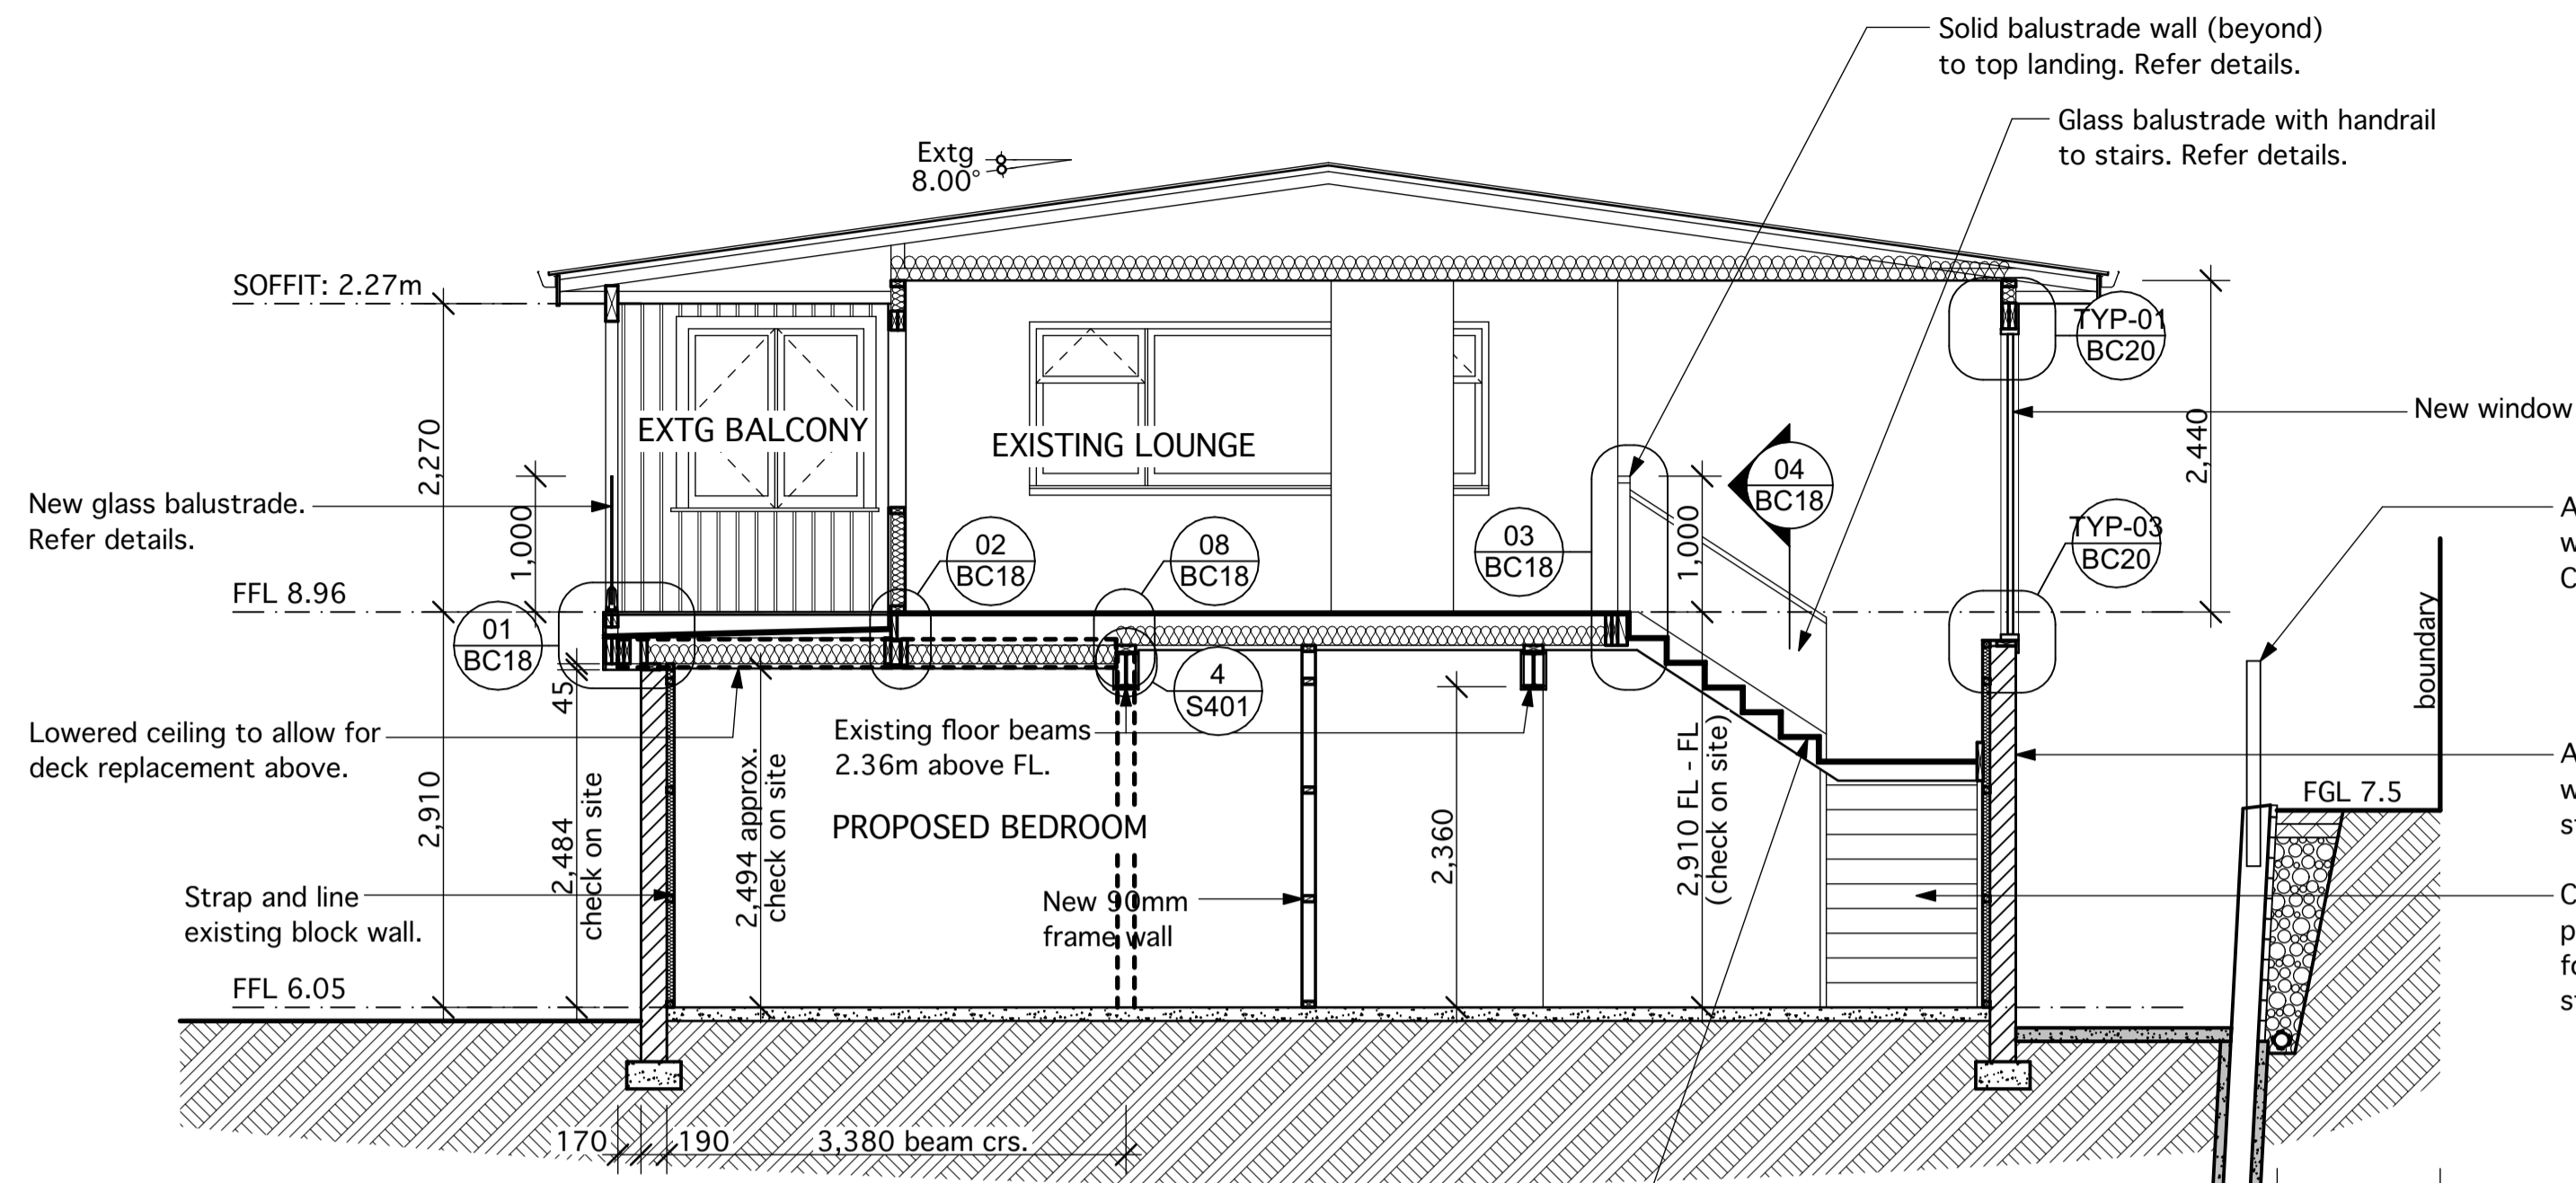 Solid balustrade wall (beyond)
to top landing. Refer details.
Glass balustrade with handrail
to stairs. Refer details.
Extg
8.00°
SOFFIT: 2.27m
TYP-01
BC20
EXTG BALCONY
EXISTING LOUNGE
New window
2,270
2,440
04
BC18
New glass balustrade.
Refer details.
1,000
02
BC18
08
BC18
03
BC18
1,000
TYP-03
BC20
A
w
C
FFL 8.96
boundary
01
BC18
45
4
S401
Lowered ceiling to allow for
deck replacement above.
Existing floor beams
2.36m above FL.
2,910
2,484
check on site
2,494 approx.
check on site
PROPOSED BEDROOM
2,360
2,910 FL - FL
(check on site)
A
w
st
FGL 7.5
Strap and line
existing block wall.
New 90mm
frame wall
C
p
fo
st
FFL 6.05
170
190
3,380 beam crs.